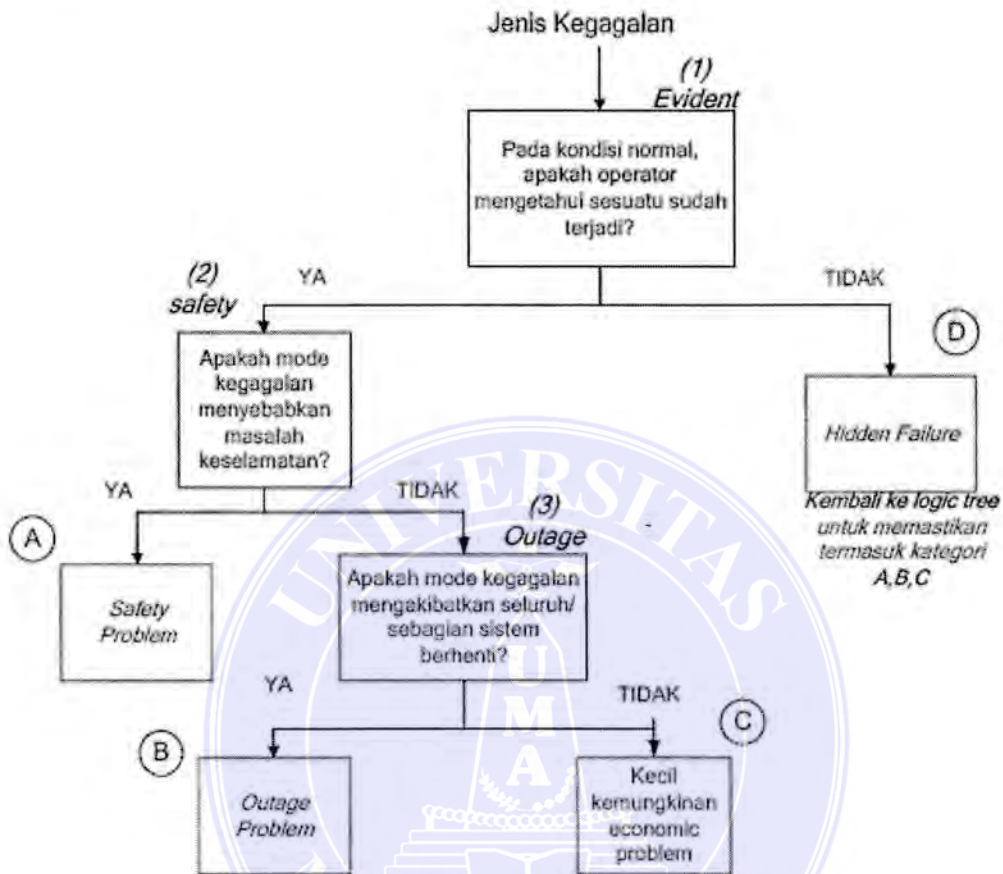 Jenis Kegagalan
(1)
Evident
Pada kondisi normal,
apakah operator
mengetahui sesuatu sudah
terjadi?
(2)
safety
YA
TIDAK
Apakah mode
kegagalan
menyebabkan
masalah
keselamatan?
D
Hidden Failure
Kembali ke logic tree
untuk memastikan
termasuk kategori
A,B,C
YA
TIDAK
(3)
Outage
A
Safety
Problem
Apakah mode kegagalan
mengakibatkan seluruh/
sebagian sistem
berhenti?
YA
TIDAK
B
C
Outage
Problem
Kecil
kemungkinan
economic
problem
UNIVERSITAS
UMA